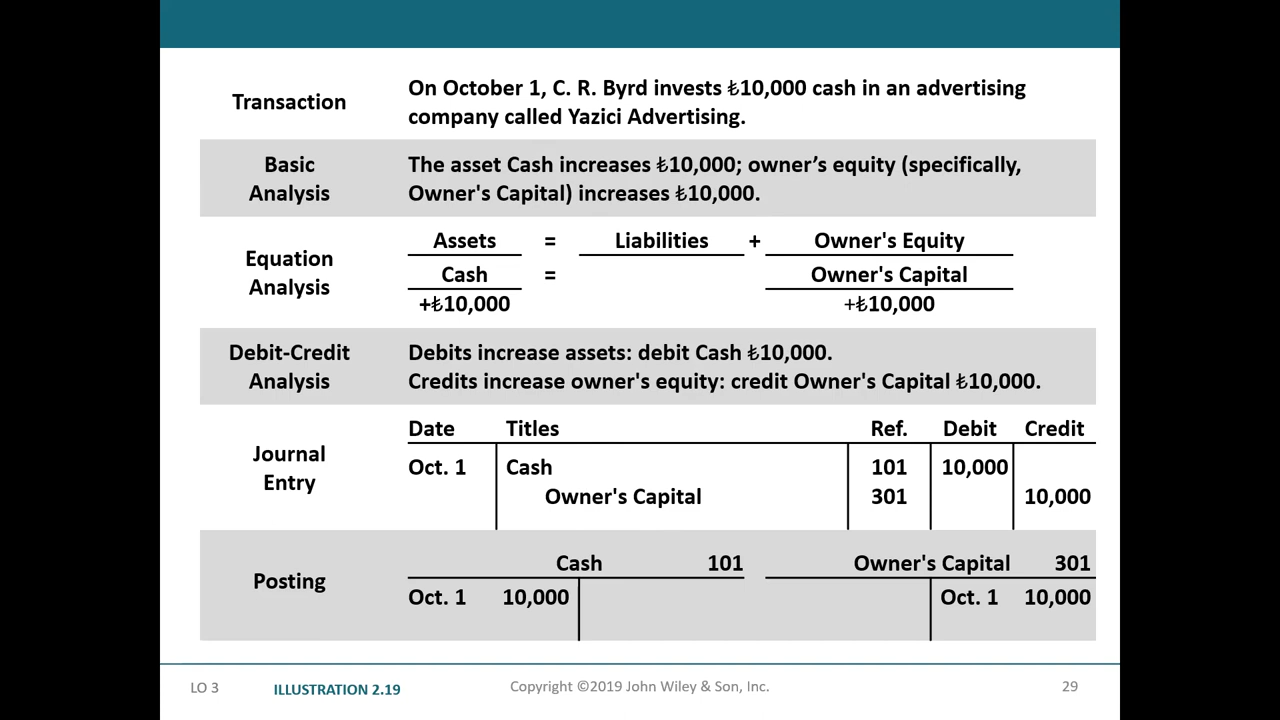 Transaction
On October 1, C. R. Byrd invests ₺10,000 cash in an advertising
company called Yazici Advertising.
Basic
Analysis
The asset Cash increases ₺10,000; owner’s equity (specifically,
Owner's Capital) increases ₺10,000.
Equation
Analysis
Assets = Liabilities + Owner's Equity
Cash = Owner's Capital
+₺10,000 +₺10,000
Debit-Credit
Analysis
Debits increase assets: debit Cash ₺10,000.
Credits increase owner's equity: credit Owner's Capital ₺10,000.
Journal
Entry
Date Titles Ref. Debit Credit
Oct. 1 Cash 101 10,000
Owner's Capital 301 10,000
Posting
Cash 101 Owner's Capital 301
Oct. 1 10,000 Oct. 1 10,000
LO 3 ILLUSTRATION 2.19 Copyright ©2019 John Wiley & Son, Inc. 29